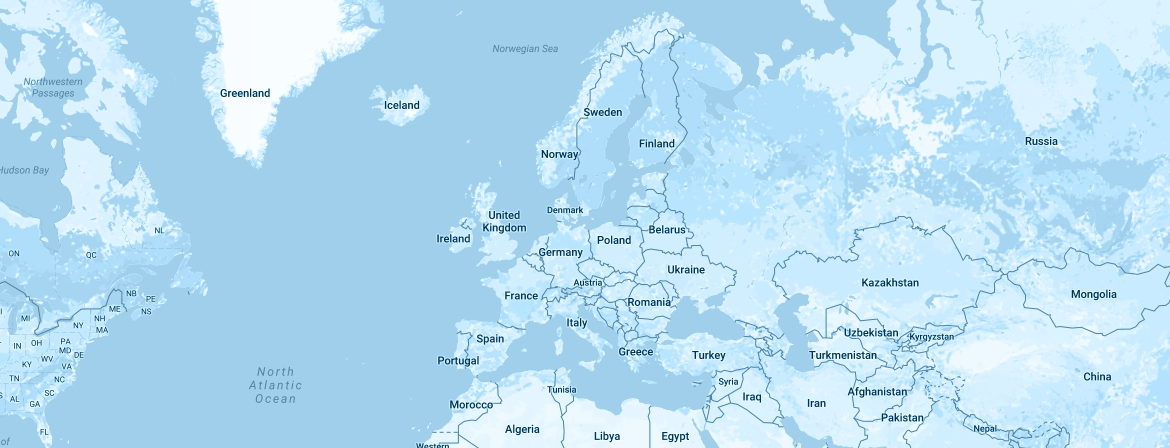 Norwegian Sea
Northwestern
Passages
Greenland
Iceland
Sweden
Finland
Norway
Russia
Hudson Bay
United
Kingdom
Denmark
Ireland
NL
Belarus
Poland
Germany
ON
QC
Ukraine
Austria
Kazakhstan
Mongolia
France
Romania
NB
PE
ME
NS
MI
NH
NY
MA
Italy
Uzbekistan
Kyrgyzstan
Spain
IN
OH
PA
MD
DE
Greece
Turkey
Turkmenistan
Portugal
KY
WV
VA
North
Atlantic
Ocean
TN
NC
Syria
Tunisia
China
SC
AL
GA
Iraq
Iran
Afghanistan
Morocco
Pakistan
FL
Algeria
Libya
Egypt
Nepal
of
Western